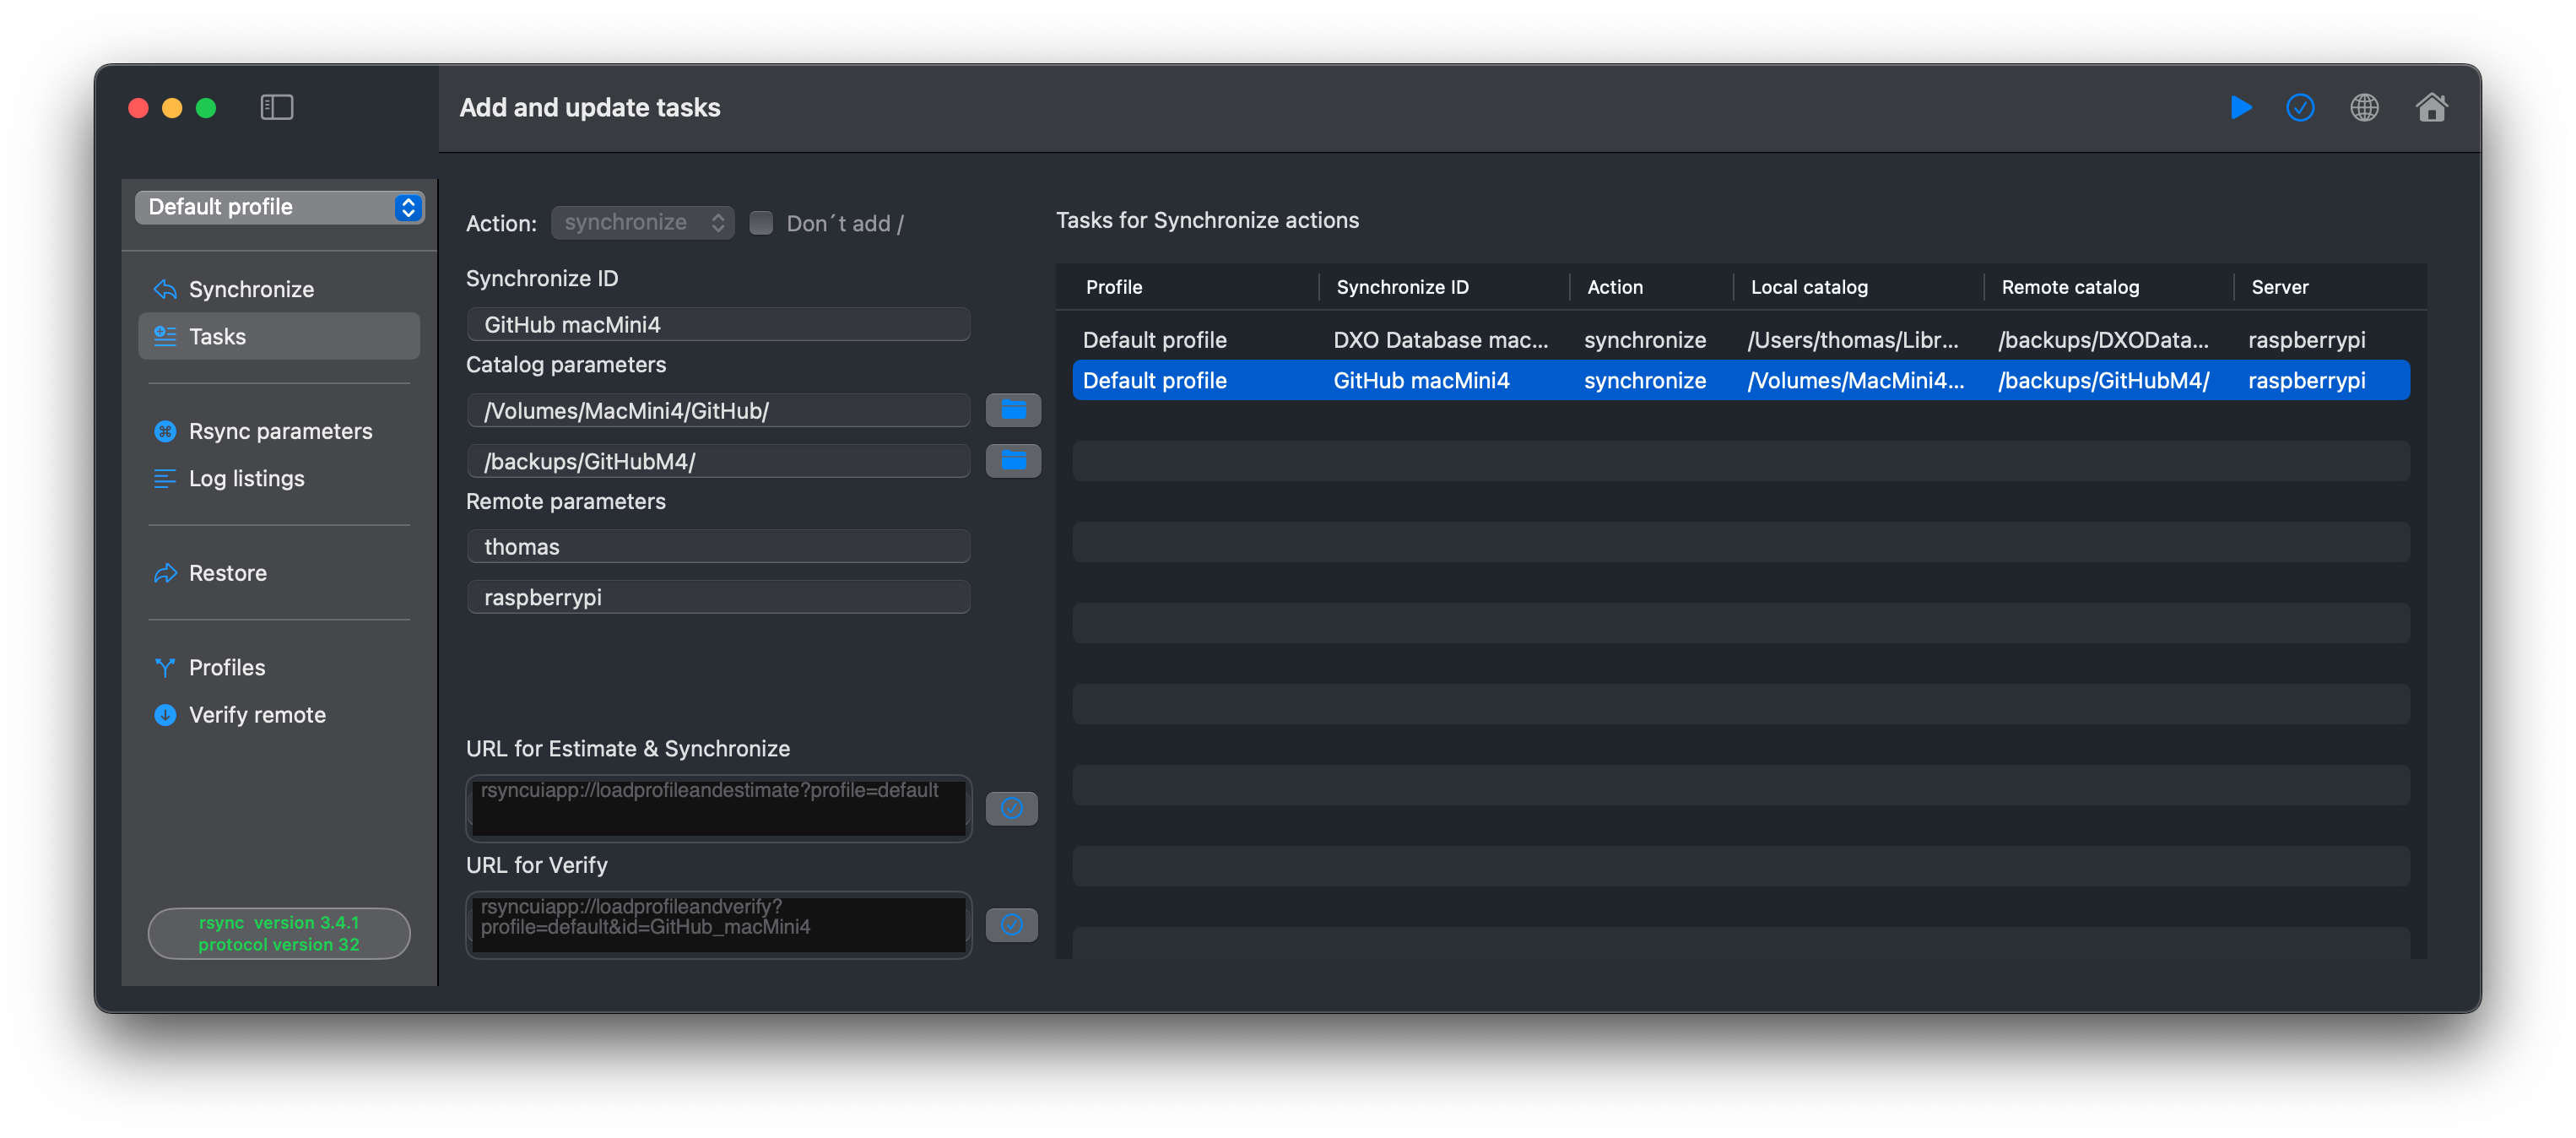 Add and update tasks
Default profile
Synchronize
Tasks
Rsync parameters
Log listings
Restore
Profiles
Verify remote
rsync  version 3.4.1
protocol version 32
Action: synchronize Don´t add /
Synchronize ID
GitHub macMini4
Catalog parameters
/Volumes/MacMini4/GitHub/
/backups/GitHubM4/
Remote parameters
thomas
raspberrypi
URL for Estimate & Synchronize
rsyncuiapp://loadprofileandestimate?profile=default
URL for Verify
rsyncuiapp://loadprofileandverify?
profile=default&id=GitHub_macMini4
Tasks for Synchronize actions
Profile Synchronize ID Action Local catalog Remote catalog Server
Default profile DXO Database mac... synchronize /Users/thomas/Libr... /backups/DXOData... raspberrypi
Default profile GitHub macMini4 synchronize /Volumes/MacMini4... /backups/GitHubM4/ raspberrypi